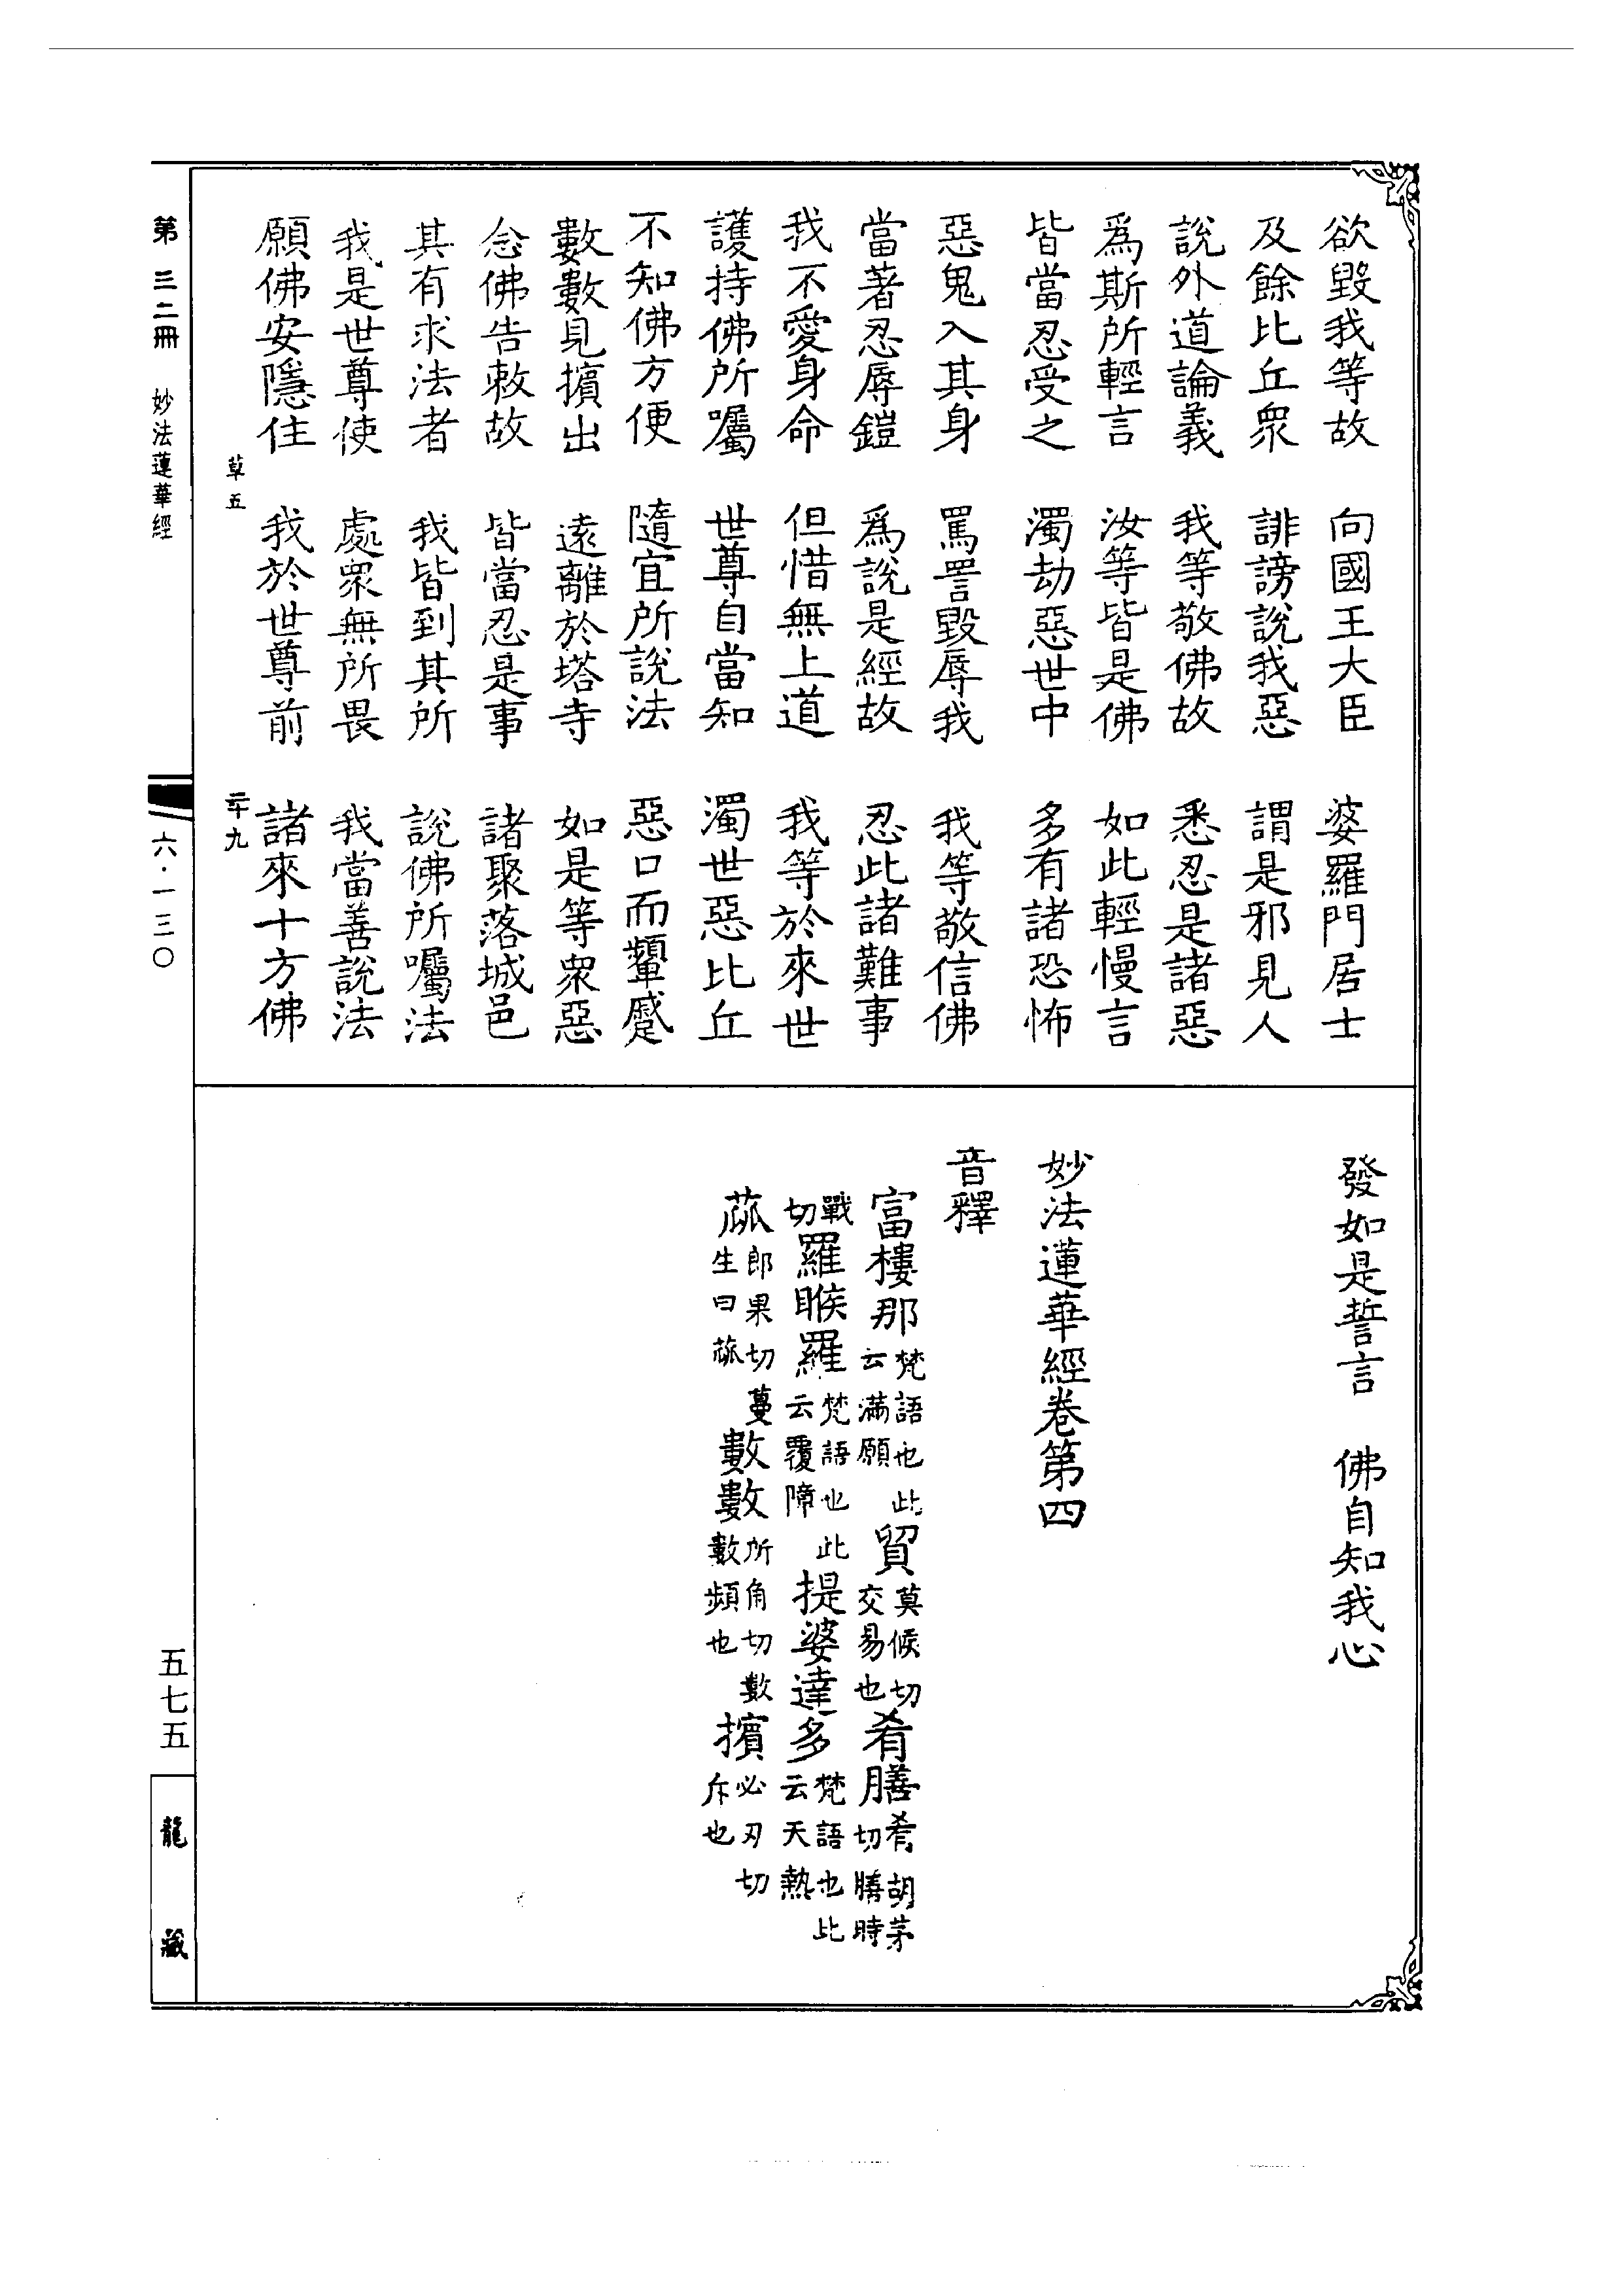 欲毀我等故　向國王大臣　婆羅門居士
及餘比丘眾　誹謗說我惡　謂是邪見人
說外道論義　我等敬佛故　悉忍是諸惡
為斯所輕言　汝等皆是佛　如此輕慢言
皆當忍受之　濁劫惡世中　多有諸恐怖
惡鬼入其身　罵詈毀辱我　我等敬信佛
當著忍辱鎧　為說是經故　忍此諸難事
我不愛身命　但惜無上道　我等於來世
護持佛所囑　世尊自當知　濁世惡比丘
不知佛方便　隨宜所說法　惡口而顰蹙
數數見擯出　遠離於塔寺　如是等眾惡
念佛告敕故　皆當忍是事　諸聚落城邑
其有求法者　我皆到其所　說佛所囑法
我是世尊使　處眾無所畏　我當善說法
願佛安隱住　我於世尊前　諸來十方佛
草五　二十九
發如是誓言　佛自知我心
妙法蓮華經卷第四
音釋
富樓那梵語也此云滿願　貿莫候切交易也　肴膳肴胡茅切膳時
戰切　羅睺羅梵語也此云覆障　提婆達多梵語也此云天熱
蓏郎果切蔓生曰蓏　數數所角切數數頻也　擯必刃切斥也
第三二冊　妙法蓮華經　六·一三〇　五七五　龍藏